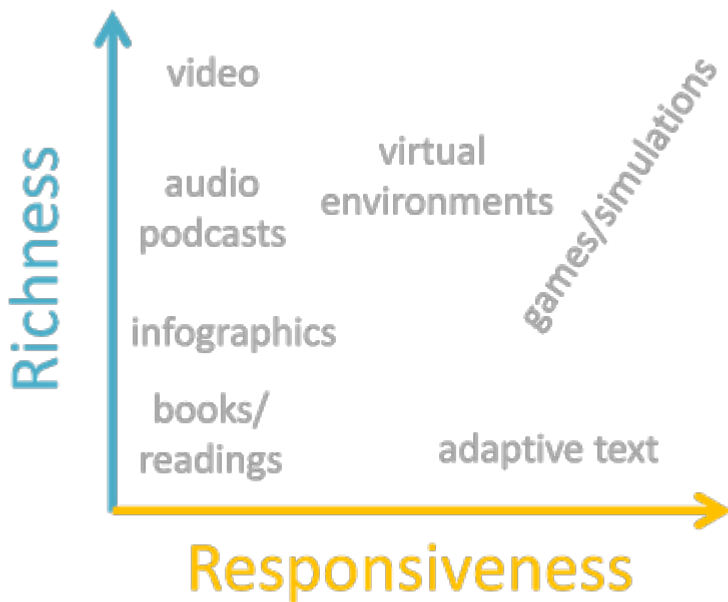 video
virtual
environments
audio
podcasts
games/simulations
infographics
books/
readings
adaptive text
Richness
Responsiveness